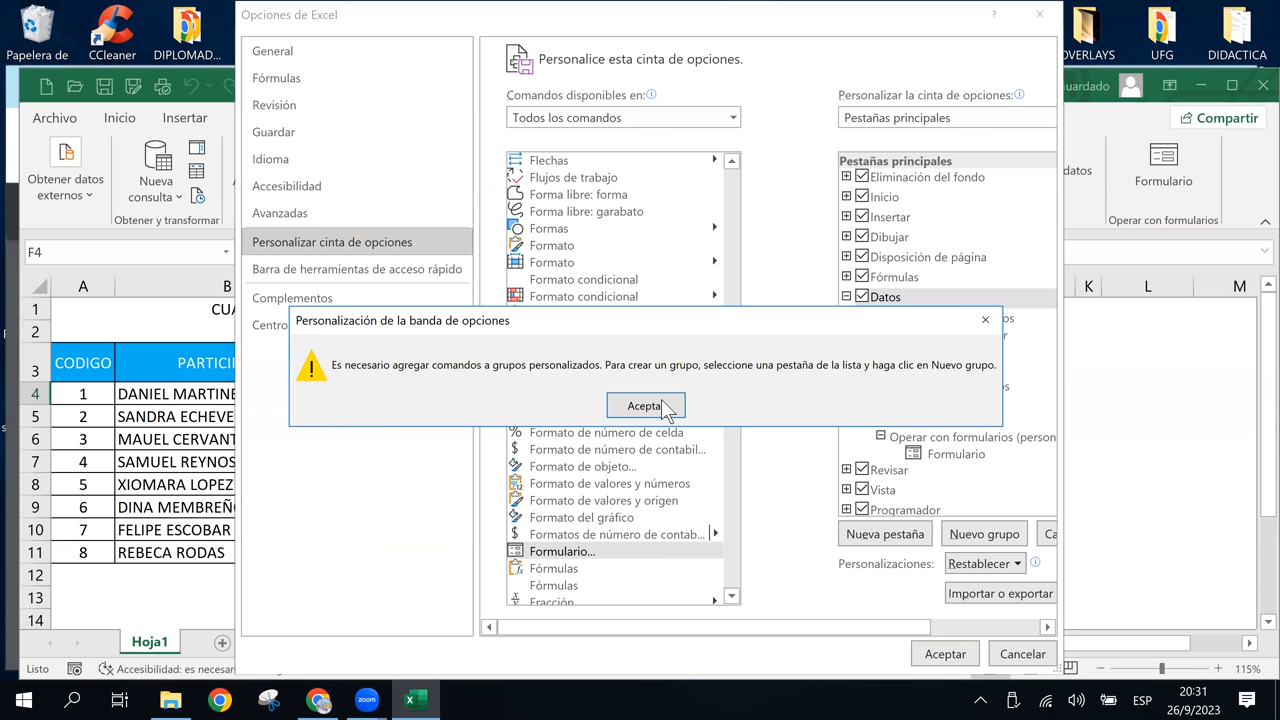 Opciones de Excel
?
Papelera de
CCleaner
DIPLOMAD...
OVERLAYS
UFG
DIDACTICA
Archivo
Inicio
Insertar
Guardado
Compartir
Obtener datos
externos
Nueva
consulta
Obtener y transformar
datos
Formulario
Operar con formularios
F4
General
Fórmulas
Revisión
Guardar
Idioma
Accesibilidad
Avanzadas
Personalizar cinta de opciones
Barra de herramientas de acceso rápido
Complementos
Centro
Personalice esta cinta de opciones.
Comandos disponibles en:
Todos los comandos
Personalizar la cinta de opciones:
Pestañas principales
Flechas
Flujos de trabajo
Forma libre: forma
Forma libre: garabato
Formas
Formato
Formato
Formato condicional
Formato condicional
Pestañas principales
Eliminación del fondo
Inicio
Insertar
Dibujar
Disposición de página
Fórmulas
Datos
Personalización de la banda de opciones
Es necesario agregar comandos a grupos personalizados. Para crear un grupo, seleccione una pestaña de la lista y haga clic en Nuevo grupo.
Acepta
Formato de número de celda
Formato de número de contabil...
Formato de objeto...
Formato de valores y números
Formato de valores y origen
Formato del gráfico
Formatos de número de contab...
Formulario...
Fórmulas
Fórmulas
Fracción
Operar con formularios (person
Formulario
Revisar
Vista
Programador
Nueva pestaña
Nuevo grupo
Ca
Personalizaciones:
Restablecer
Importar o exportar
Aceptar
Cancelar
A
B
K
L
M
1
CUA
2
3
CODIGO
PARTICIP
4
1
DANIEL MARTINE
5
2
SANDRA ECHEVE
6
3
MAUEL CERVANT
7
4
SAMUEL REYNOS
8
5
XIOMARA LOPEZ
9
6
DINA MEMBREÑO
10
7
FELIPE ESCOBAR
11
8
REBECA RODAS
12
13
14
Hoja1
Listo
Accesibilidad: es necesar
115%
zoom
ESP
20:31
26/9/2023